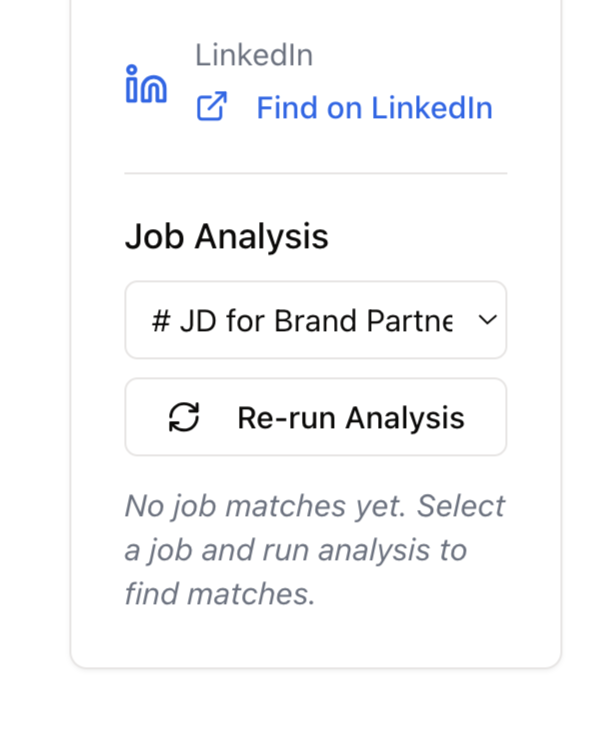 LinkedIn
in
Find on LinkedIn
Job Analysis
# JD for Brand Partne
Re-run Analysis
No job matches yet. Select
a job and run analysis to
find matches.